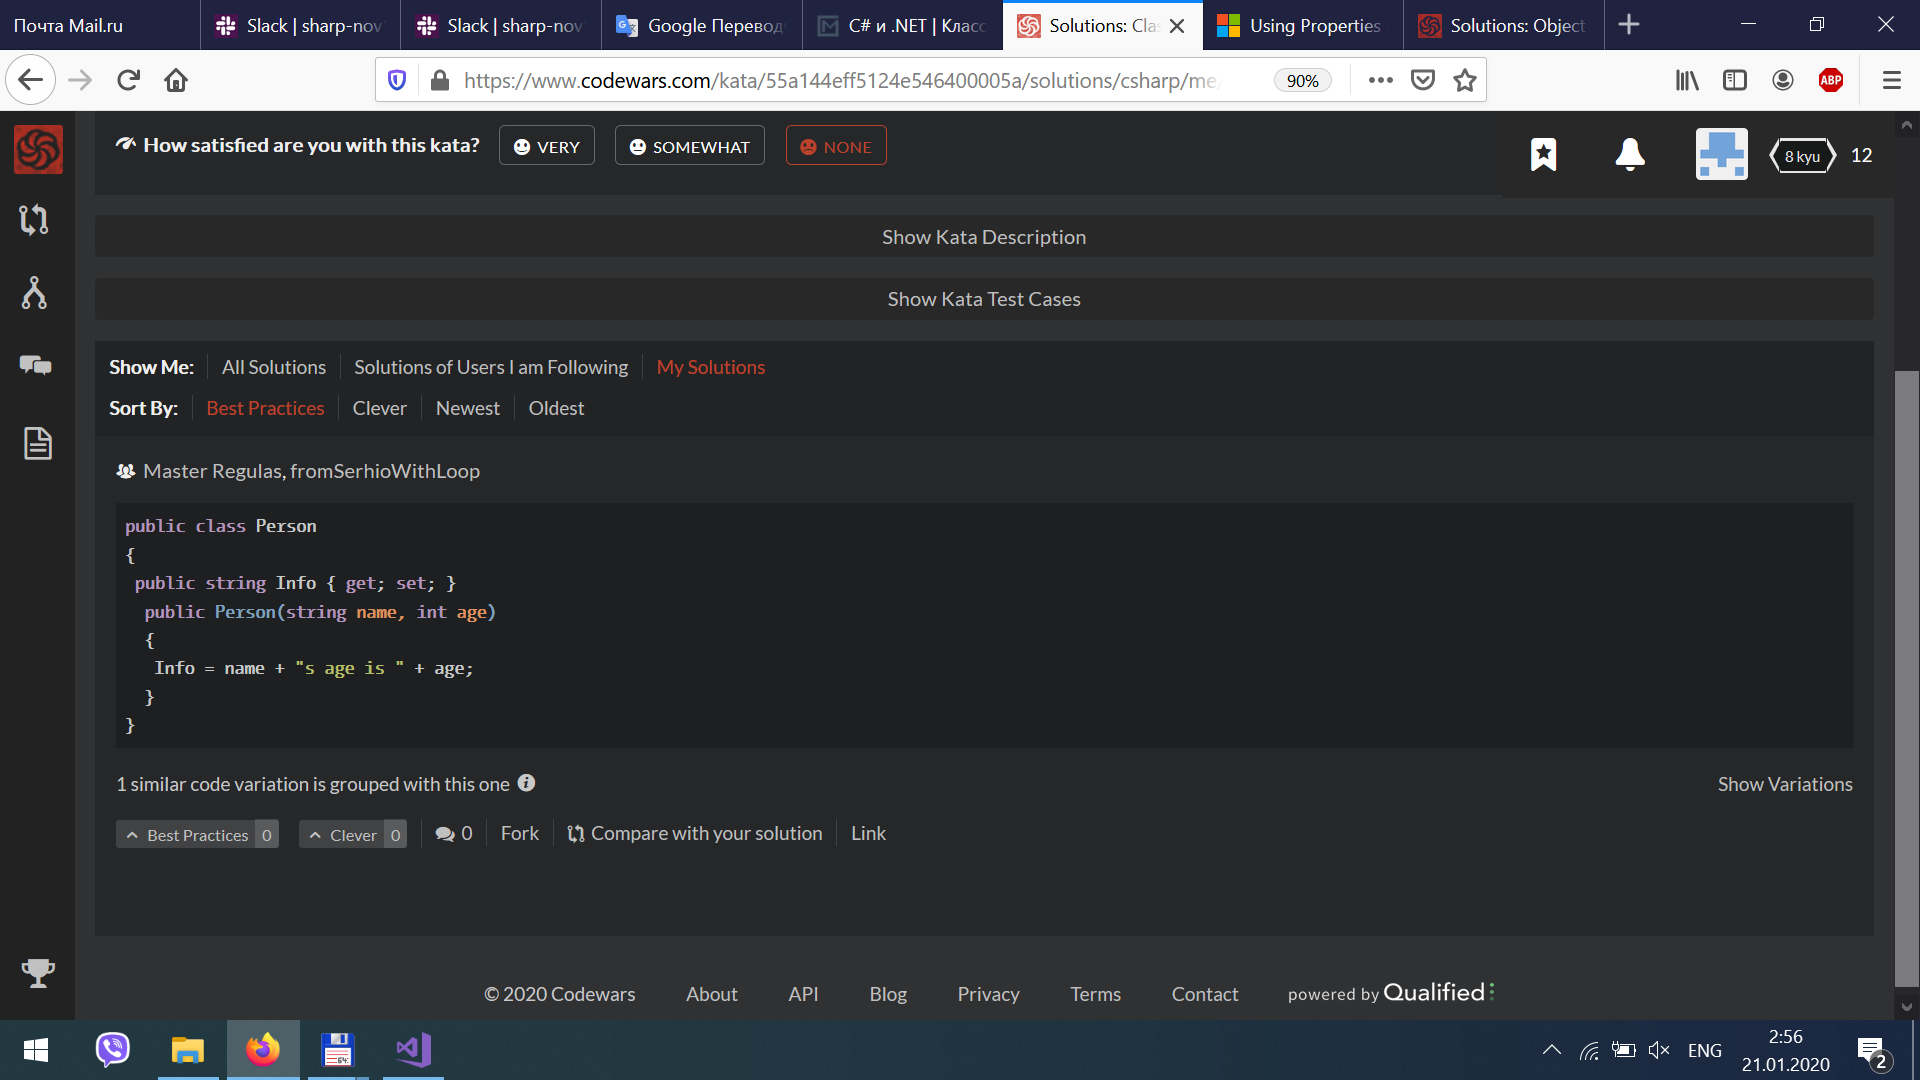 Почта Mail.ru
Slack | sharp-nov
Slack | sharp-nov
Google Перевод
C# и .NET | Класс
Solutions: Clas
Using Properties
Solutions: Object
https://www.codewars.com/kata/55a144eff5124e546400005a/solutions/csharp/me/
90%
ABP
How satisfied are you with this kata?
VERY
SOMEWHAT
NONE
8 kyu
12
Show Kata Description
Show Kata Test Cases
Show Me: All Solutions Solutions of Users I am Following My Solutions
Sort By: Best Practices Clever Newest Oldest
Master Regulas, fromSerhioWithLoop
public class Person
{
public string Info { get; set; }
public Person(string name, int age)
{
Info = name + "s age is " + age;
}
}
1 similar code variation is grouped with this one
Show Variations
Best Practices 0 Clever 0 0 Fork Compare with your solution Link
© 2020 Codewars About API Blog Privacy Terms Contact powered by Qualified
64
ENG
2:56
21.01.2020
2